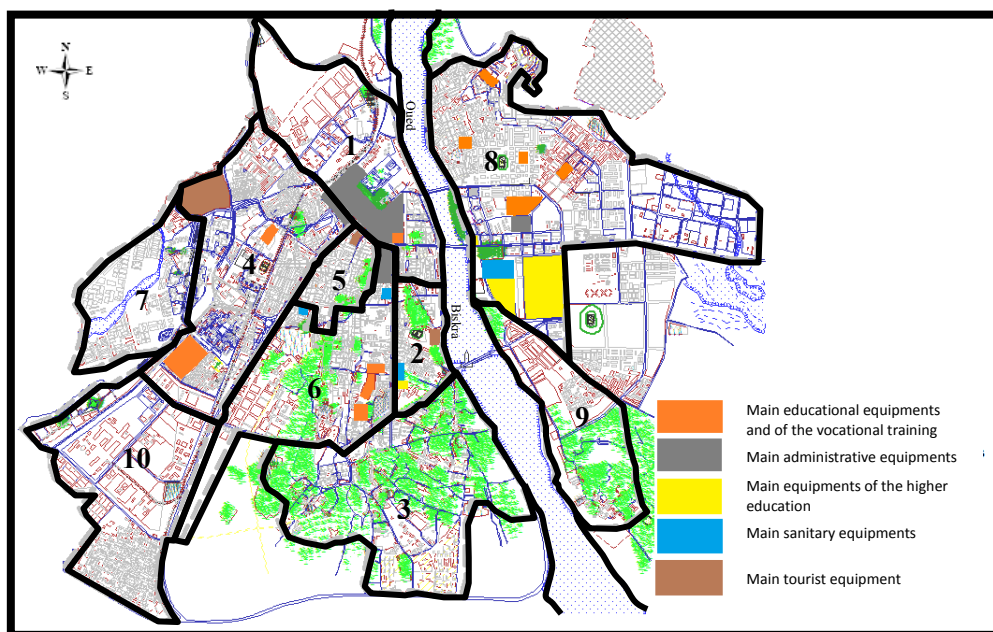 N
W E
S
Oued
1
8
4
5
7
Biskra
2
6
9
10
3
Main educational equipments
and of the vocational training
Main administrative equipments
Main equipments of the higher
education
Main sanitary equipments
Main tourist equipment